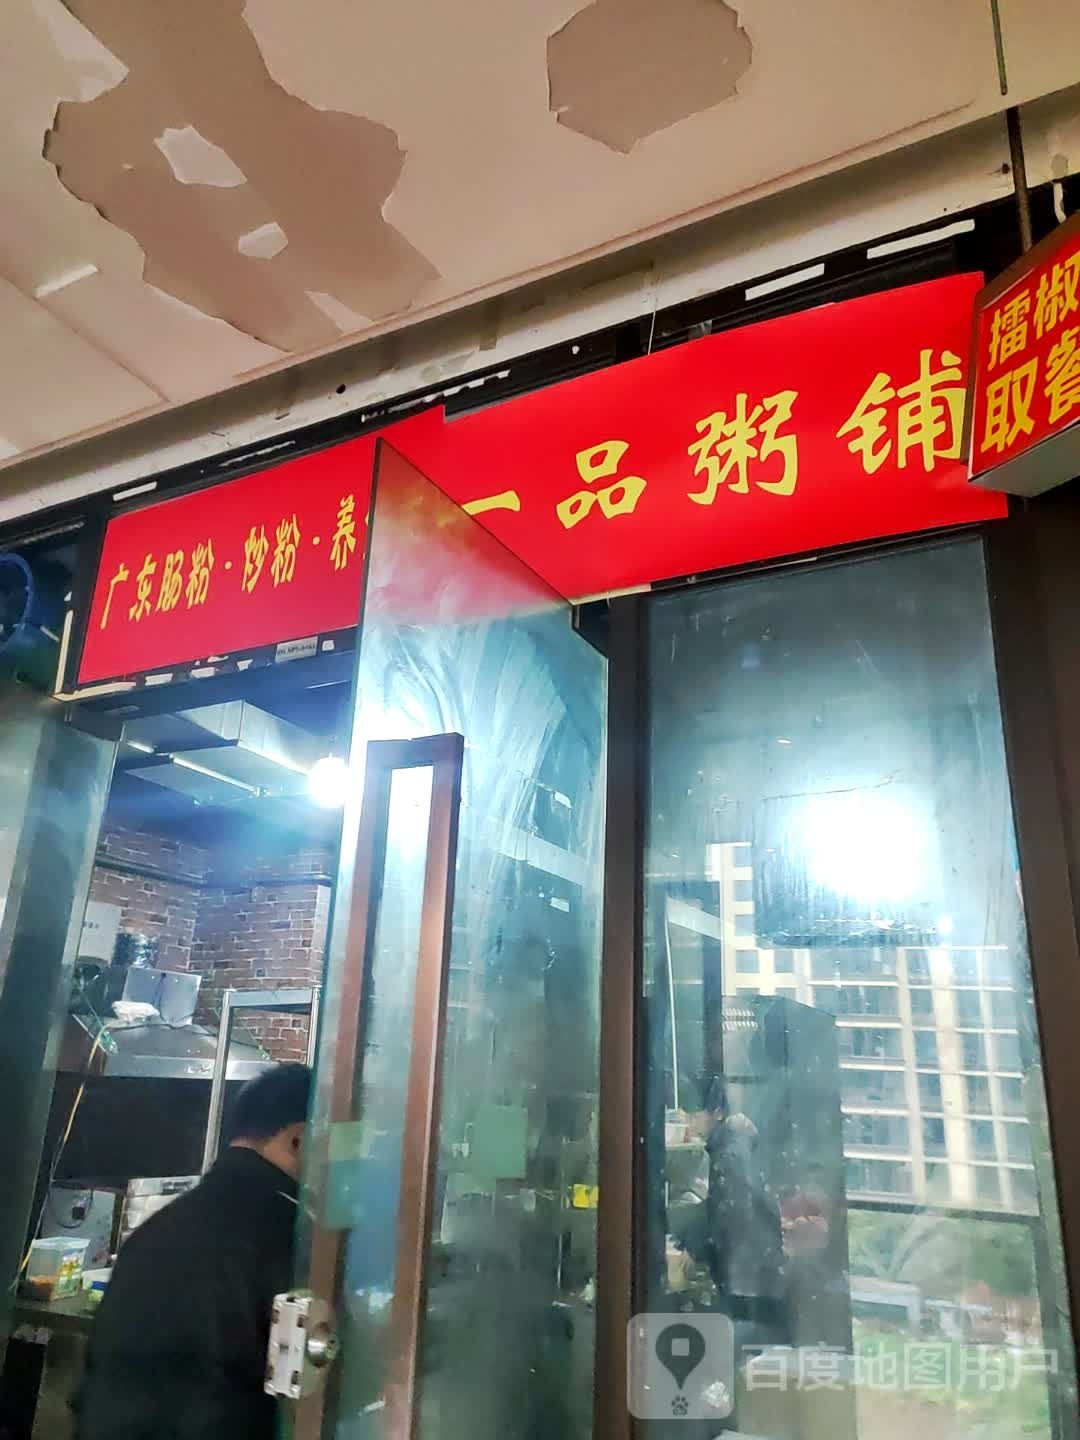 广东肠粉·炒粉·养
一品粥铺
擂椒
取餐
百度地图用户